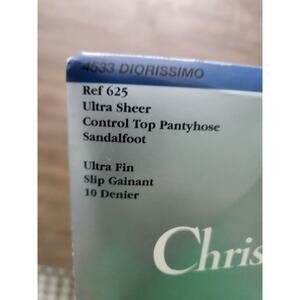 4533 DIORISSIMO
Ref 625
Ultra Sheer
Control Top Pantyhose
Sandalfoot
Ultra Fin
Slip Gainant
10 Denier
Chris